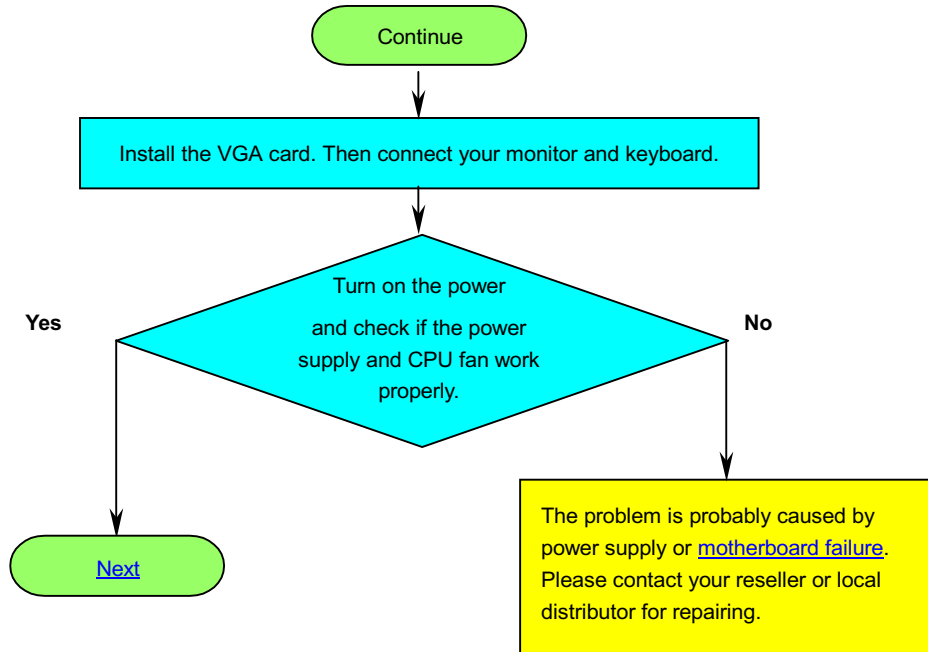 Continue
Install the VGA card. Then connect your monitor and keyboard.
Turn on the power
and check if the power
supply and CPU fan work
properly.
Yes
No
Next
The problem is probably caused by
power supply or motherboard failure.
Please contact your reseller or local
distributor for repairing.